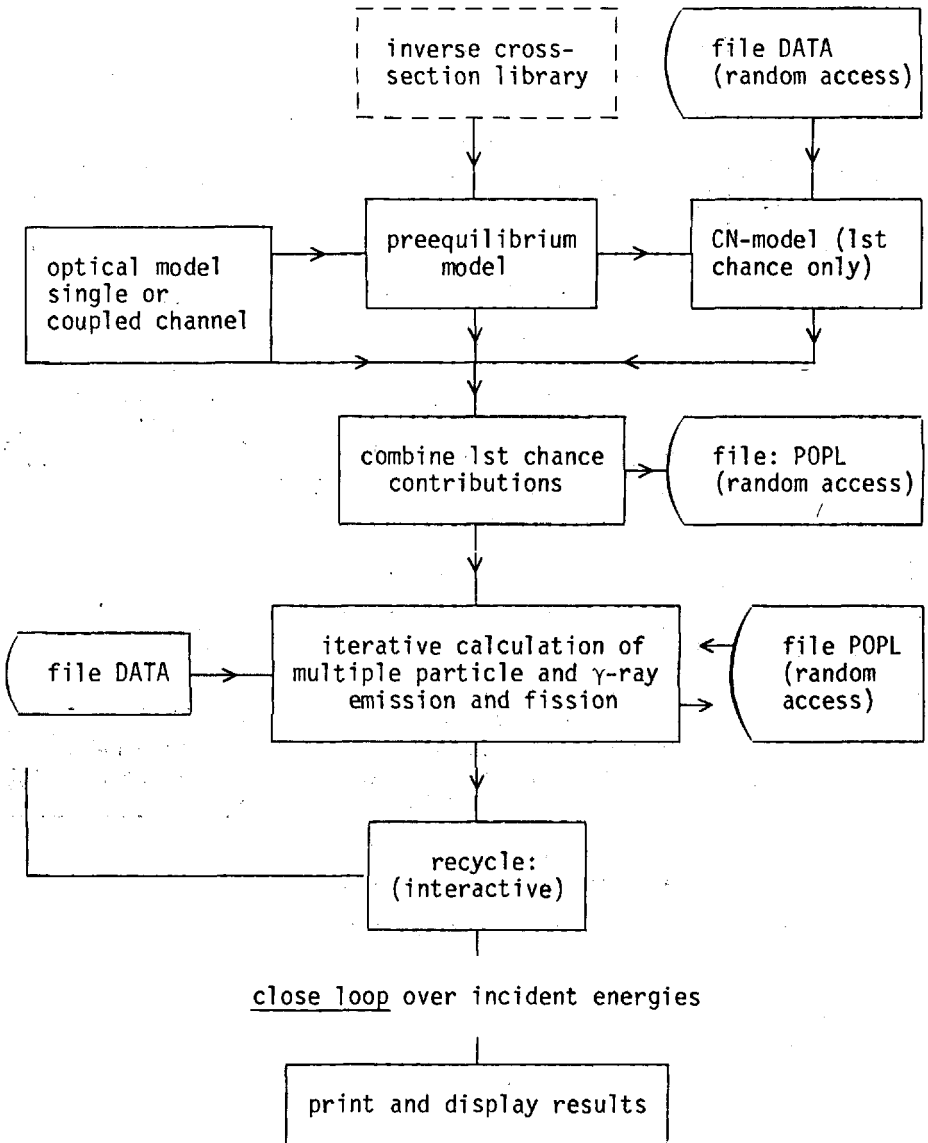 inverse cross-
section library
file DATA
(random access)
optical model
single or
coupled channel
preequilibrium
model
CN-model (1st
chance only)
combine 1st chance
contributions
file: POPL
(random access)
file DATA
iterative calculation of
multiple particle and γ-ray
emission and fission
file POPL
(random
access)
recycle:
(interactive)
close loop over incident energies
print and display results